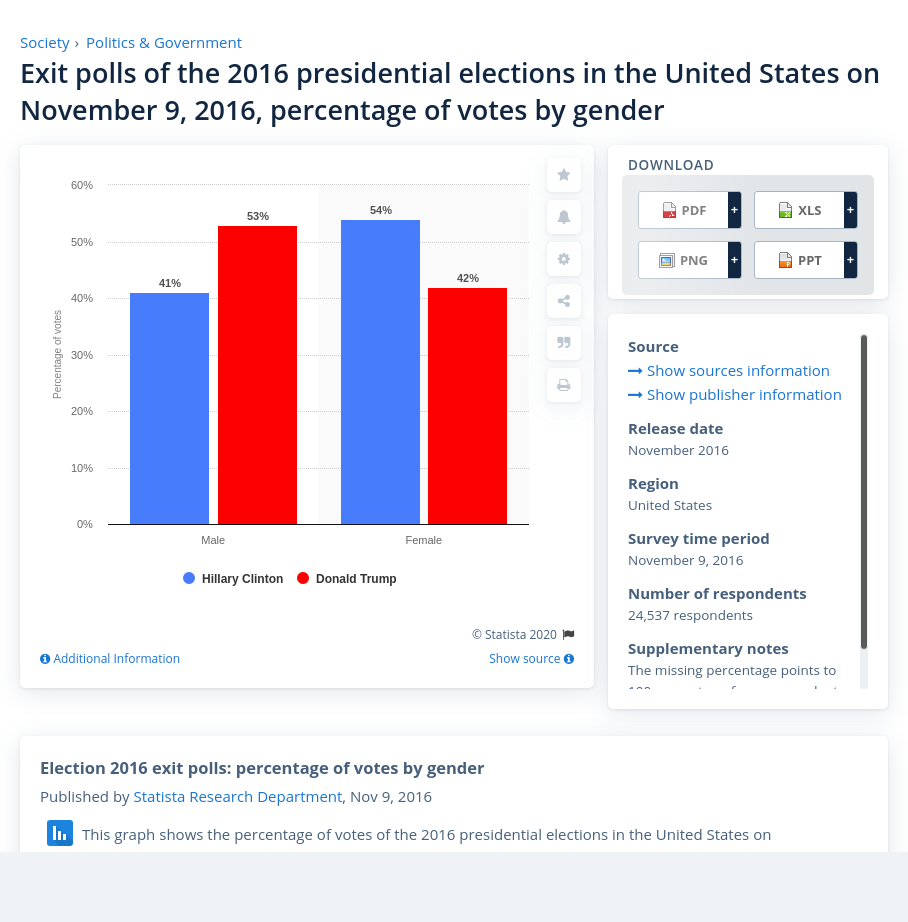 Society › Politics & Government
Exit polls of the 2016 presidential elections in the United States on
November 9, 2016, percentage of votes by gender
60%
50%
40%
30%
20%
10%
0%
Percentage of votes
41%
53%
54%
42%
Male
Female
Hillary Clinton
Donald Trump
© Statista 2020
Additional Information
Show source
DOWNLOAD
PDF +
XLS +
PNG +
PPT +
Source
Show sources information
Show publisher information
Release date
November 2016
Region
United States
Survey time period
November 9, 2016
Number of respondents
24,537 respondents
Supplementary notes
The missing percentage points to
Election 2016 exit polls: percentage of votes by gender
Published by Statista Research Department, Nov 9, 2016
This graph shows the percentage of votes of the 2016 presidential elections in the United States on